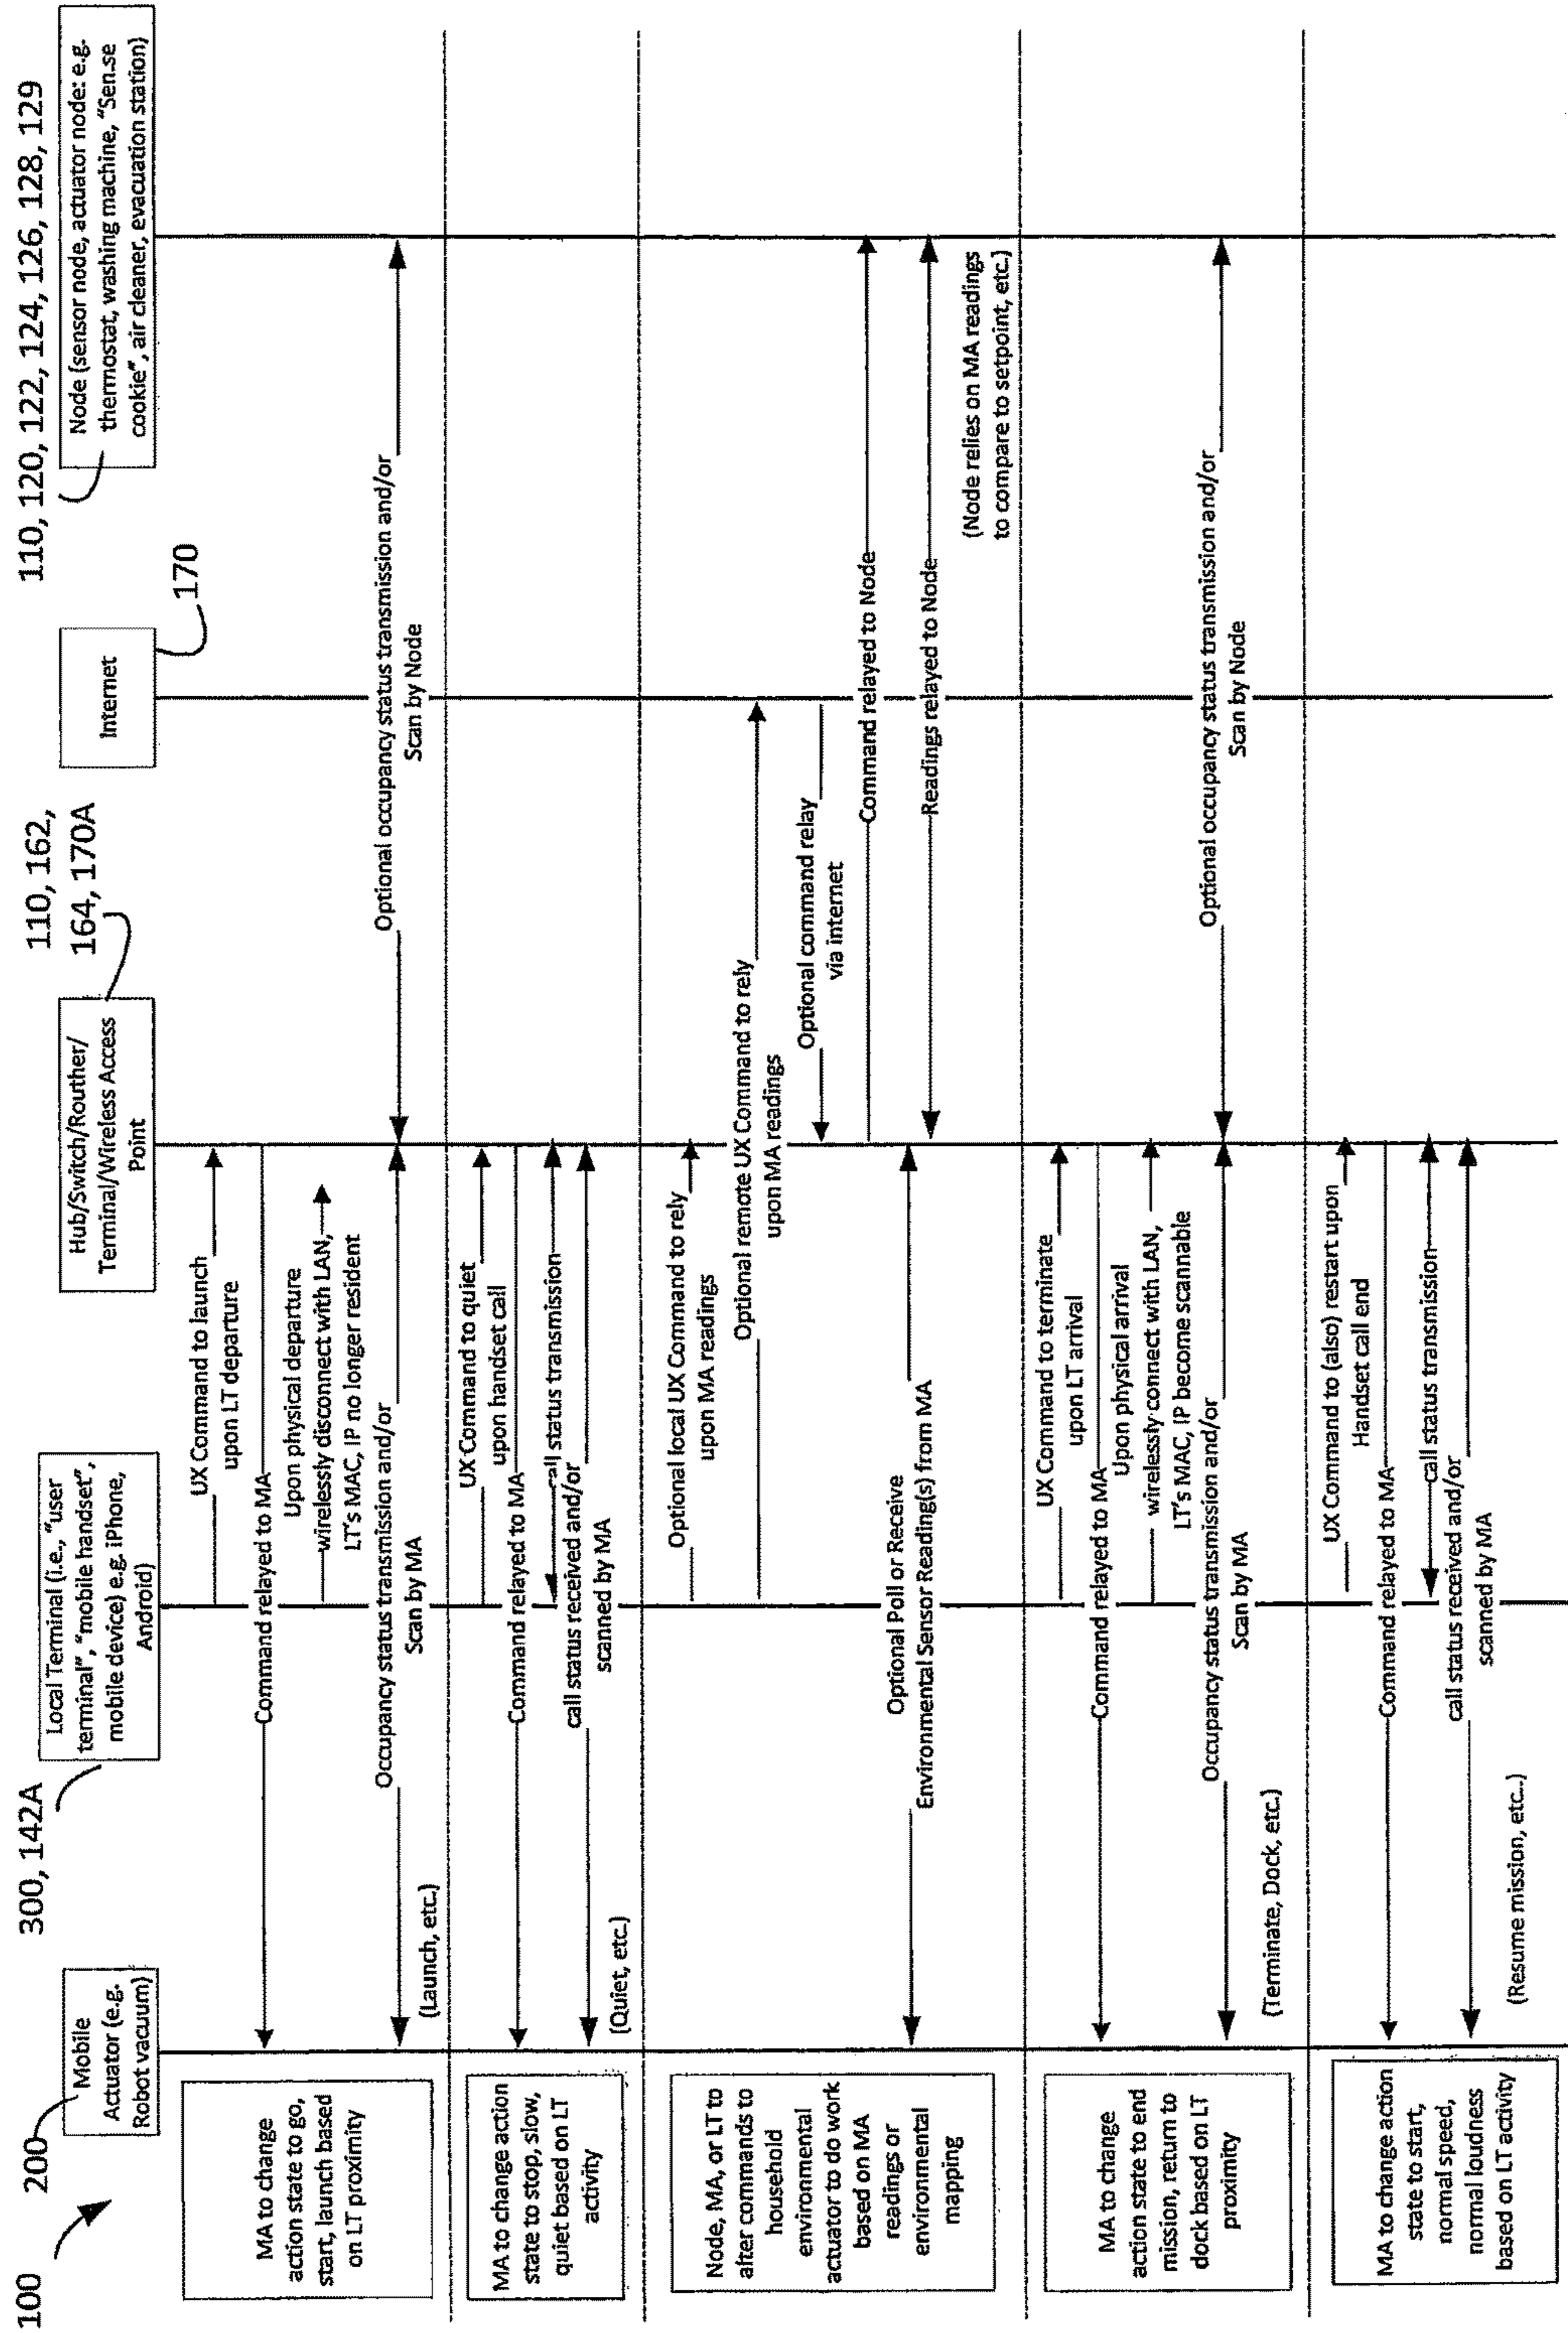 100
200
Mobile
Actuator (e.g.
Robot vacuum)
300, 142A
Local Terminal (i.e., "user
terminal", "mobile handset",
mobile device) e.g. iPhone,
Android)
110, 162,
164, 170A
Hub/Switch/Routher/
Terminal/Wireless Access
Point
170
Internet
110, 120, 122, 124, 126, 128, 129
Node (sensor node, actuator node: e.g.
thermostat, washing machine, "Sen.se
cookie", air cleaner, evacuation station)
MA to change
action state to go,
start, launch based
on LT proximity
UX Command to launch
upon LT departure
Command relayed to MA
Upon physical departure
wirelessly disconnect with LAN,
LT's MAC, IP no longer resident
Occupancy status transmission and/or
Scan by MA
Optional occupancy status transmission and/or
Scan by Node
(Launch, etc.)
MA to change action
state to stop, slow,
quiet based on LT
activity
UX Command to quiet
upon handset call
Command relayed to MA
call status transmission
call status received and/or
scanned by MA
(Quiet, etc.)
Node, MA, or LT to
after commands to
household
environmental
actuator to do work
based on MA
readings or
environmental
mapping
Optional local UX Command to rely
upon MA readings
Optional remote UX Command to rely
upon MA readings
Optional command relay
via internet
Command relayed to Node
Optional Poll or Receive
Environmental Sensor Reading(s) from MA
Readings relayed to Node
(Node relies on MA readings
to compare to setpoint, etc.)
MA to change
action state to end
mission, return to
dock based on LT
proximity
UX Command to terminate
upon LT arrival
Command relayed to MA
Upon physical arrival
wirelessly connect with LAN,
LT's MAC, IP become scannable
Occupancy status transmission and/or
Scan by MA
Optional occupancy status transmission and/or
Scan by Node
(Terminate, Dock, etc.)
MA to change action
state to start,
normal speed,
normal loudness
based on LT activity
UX Command to (also) restart upon
Handset call end
Command relayed to MA
call status transmission
call status received and/or
scanned by MA
(Resume mission, etc..)